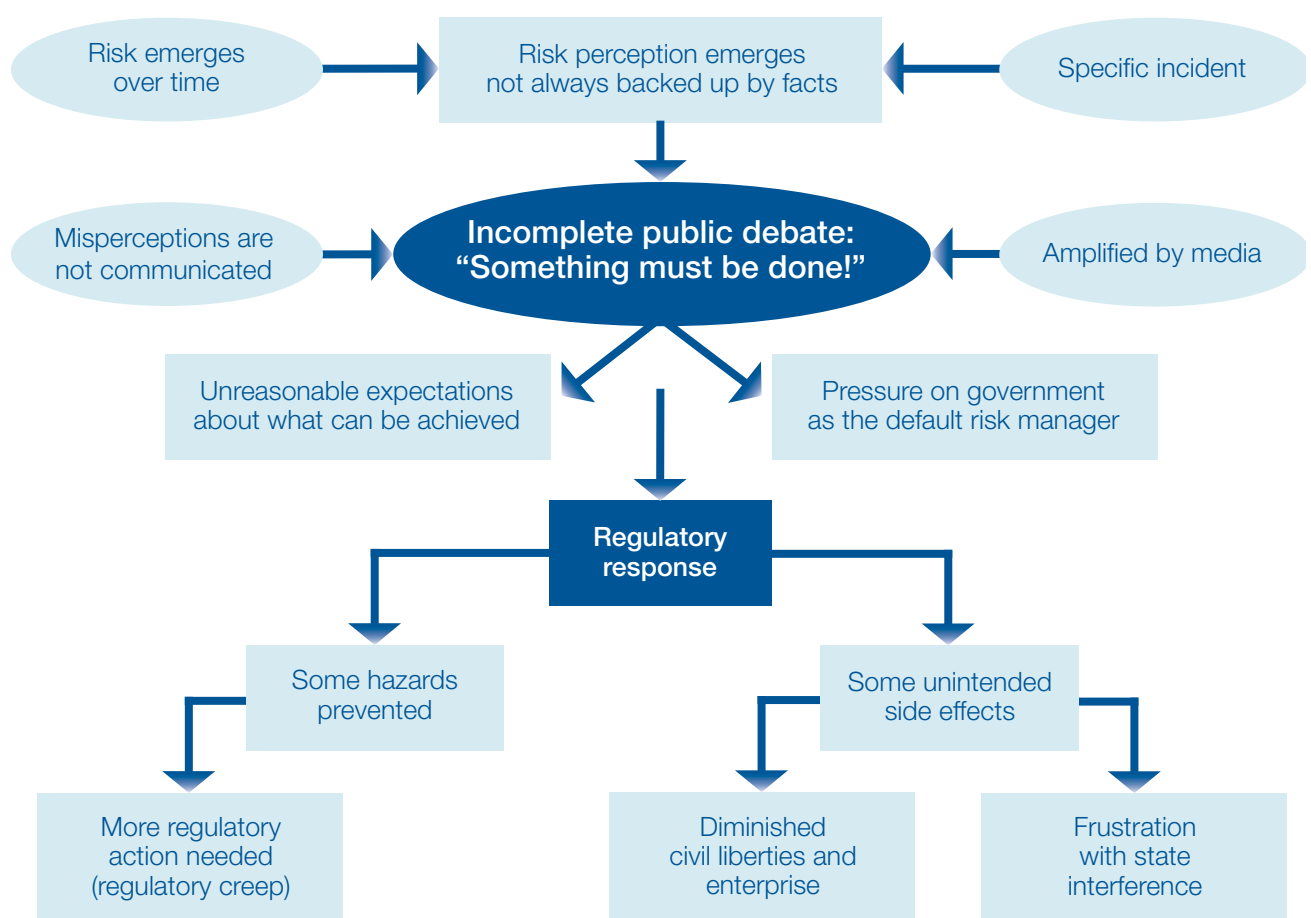 Risk emerges
over time
Risk perception emerges
not always backed up by facts
Specific incident
Misperceptions are
not communicated
Incomplete public debate:
“Something must be done!”
Amplified by media
Unreasonable expectations
about what can be achieved
Pressure on government
as the default risk manager
Regulatory
response
Some hazards
prevented
Some unintended
side effects
More regulatory
action needed
(regulatory creep)
Diminished
civil liberties and
enterprise
Frustration
with state
interference